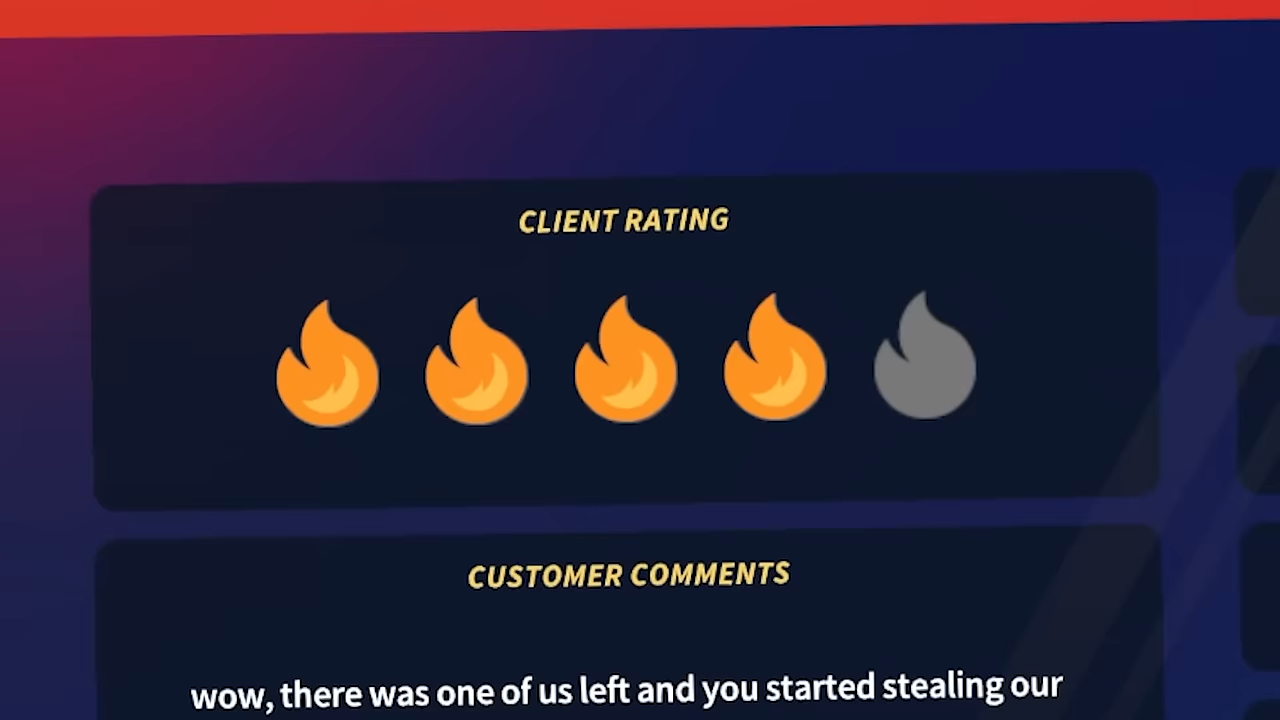 CLIENT RATING
CUSTOMER COMMENTS
wow, there was one of us left and you started stealing our